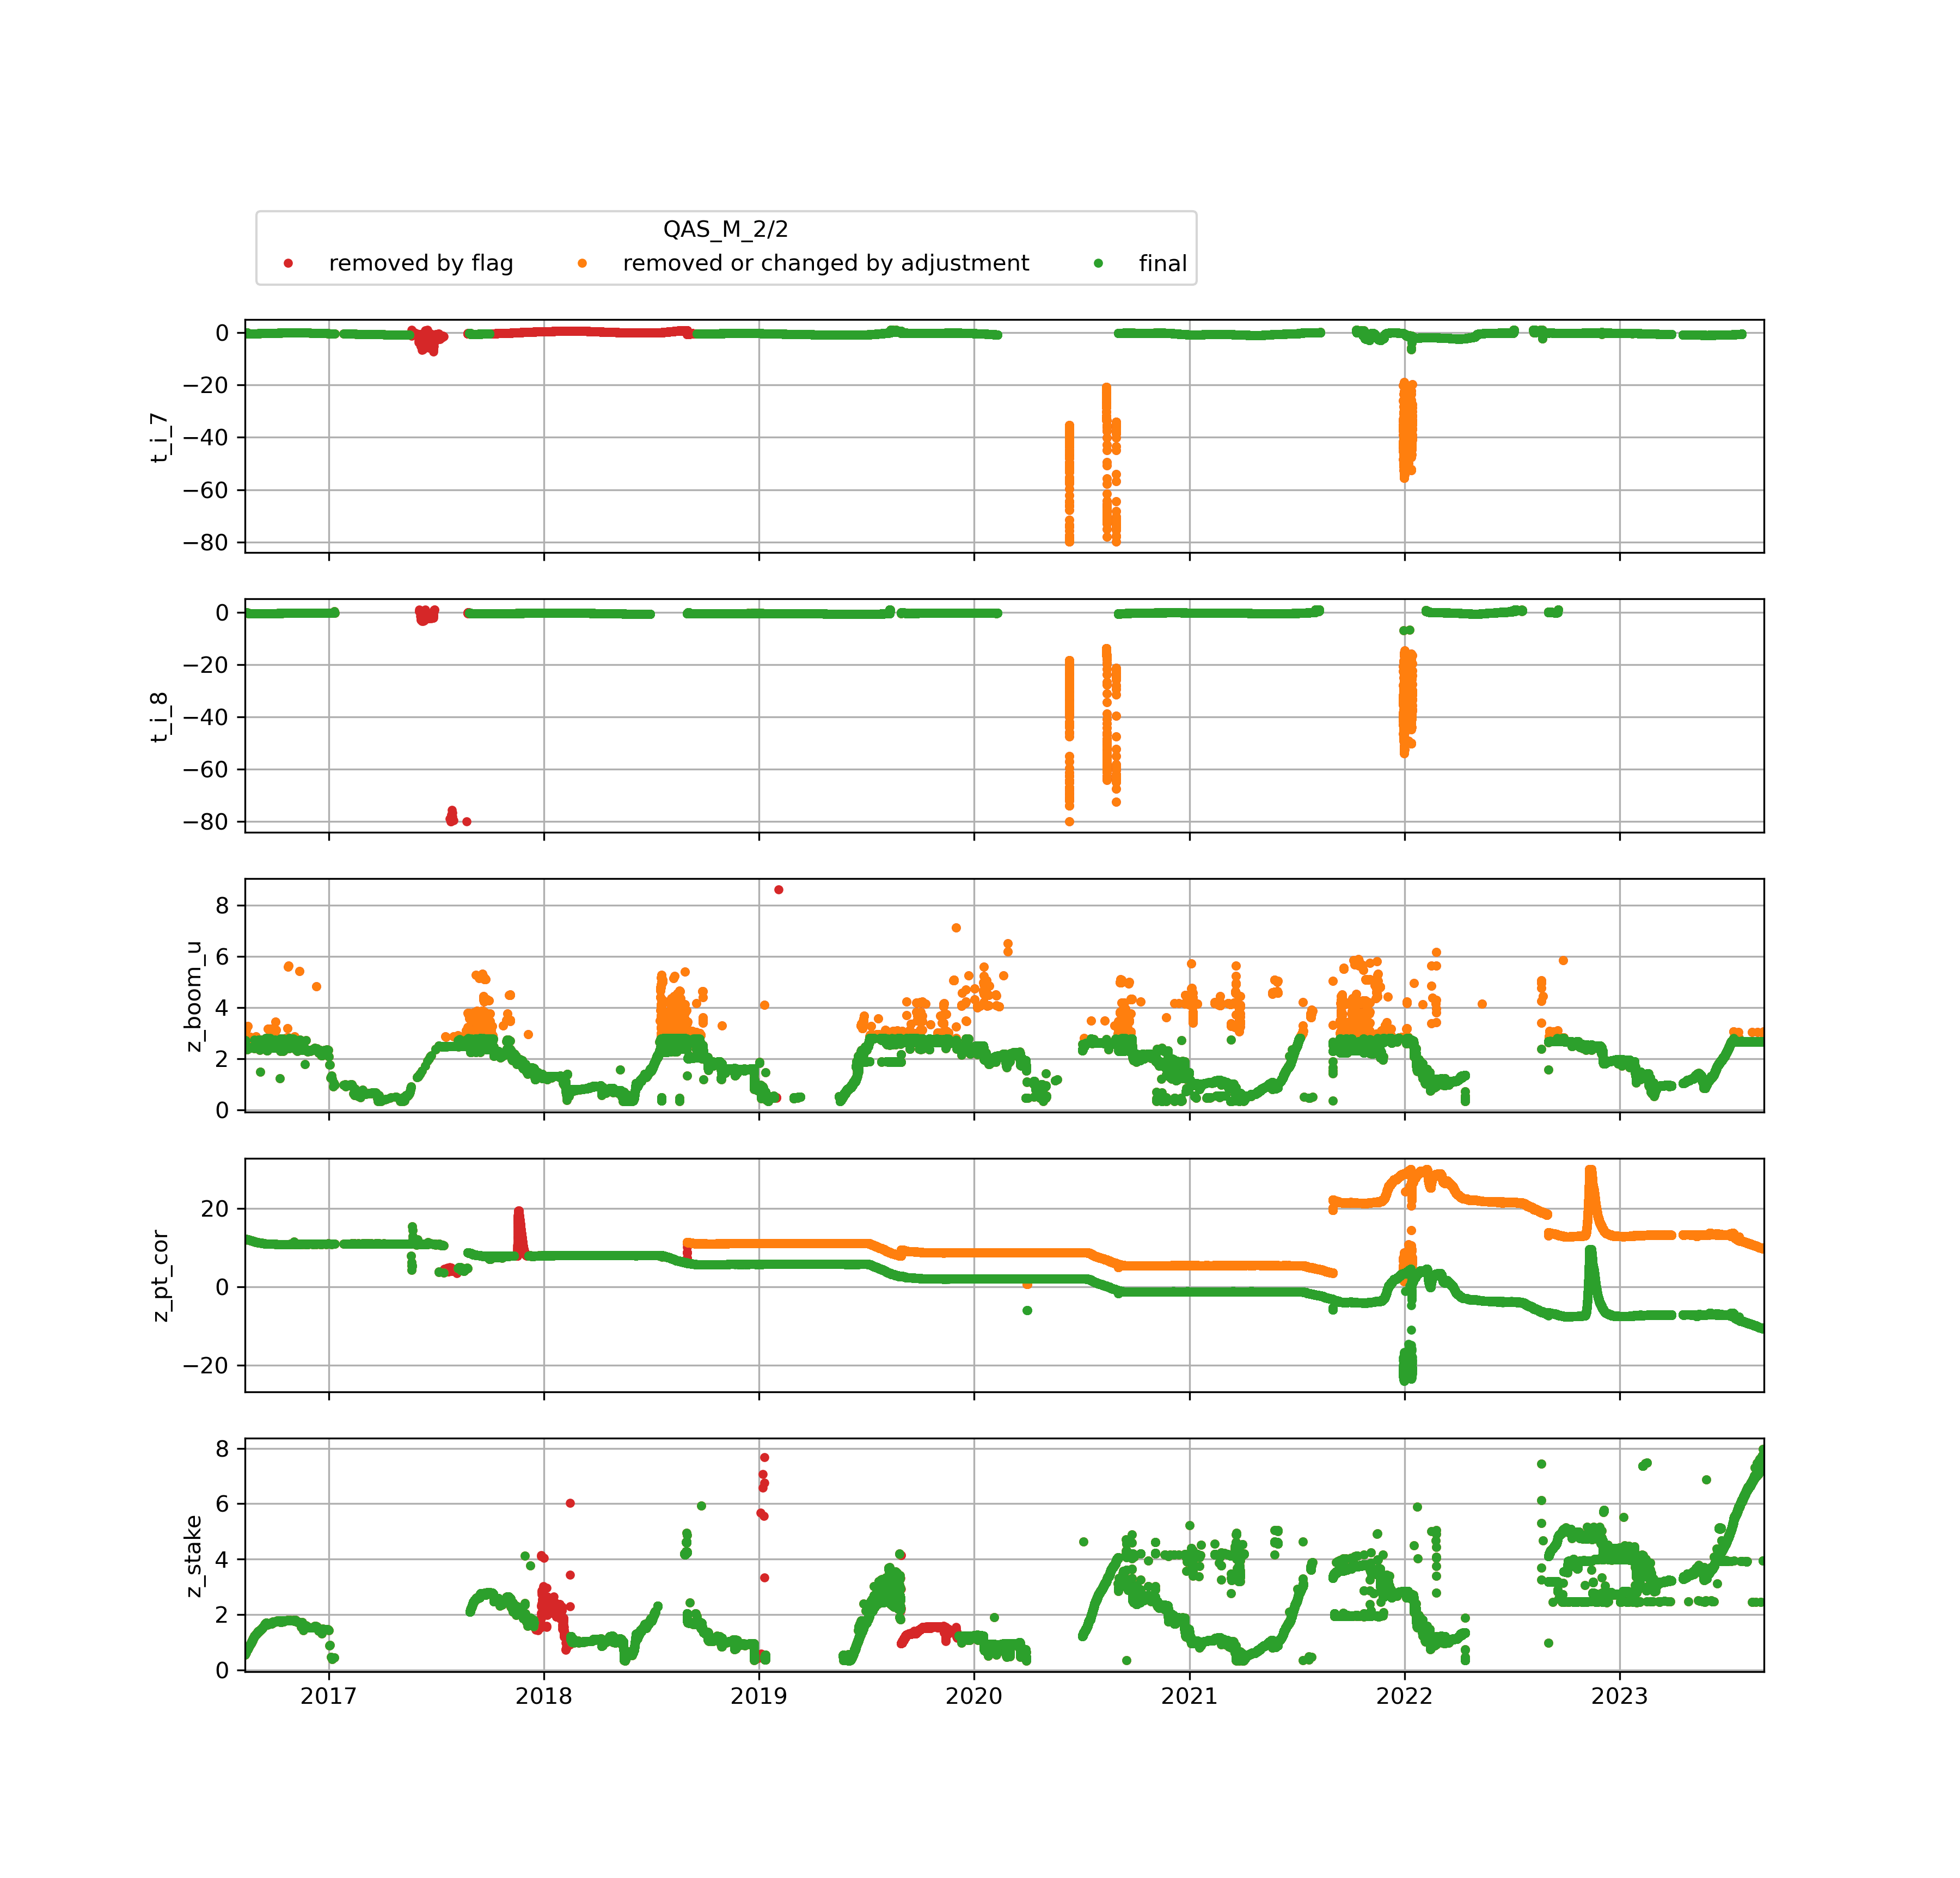 QAS_M_2/2
removed by flag removed or changed by adjustment final
0
−20
−40
−60
−80
t_i_7
0
−20
−40
−60
−80
t_i_8
8
6
4
2
0
z_boom_u
20
0
−20
z_pt_cor
8
6
4
2
0
z_stake
2017 2018 2019 2020 2021 2022 2023